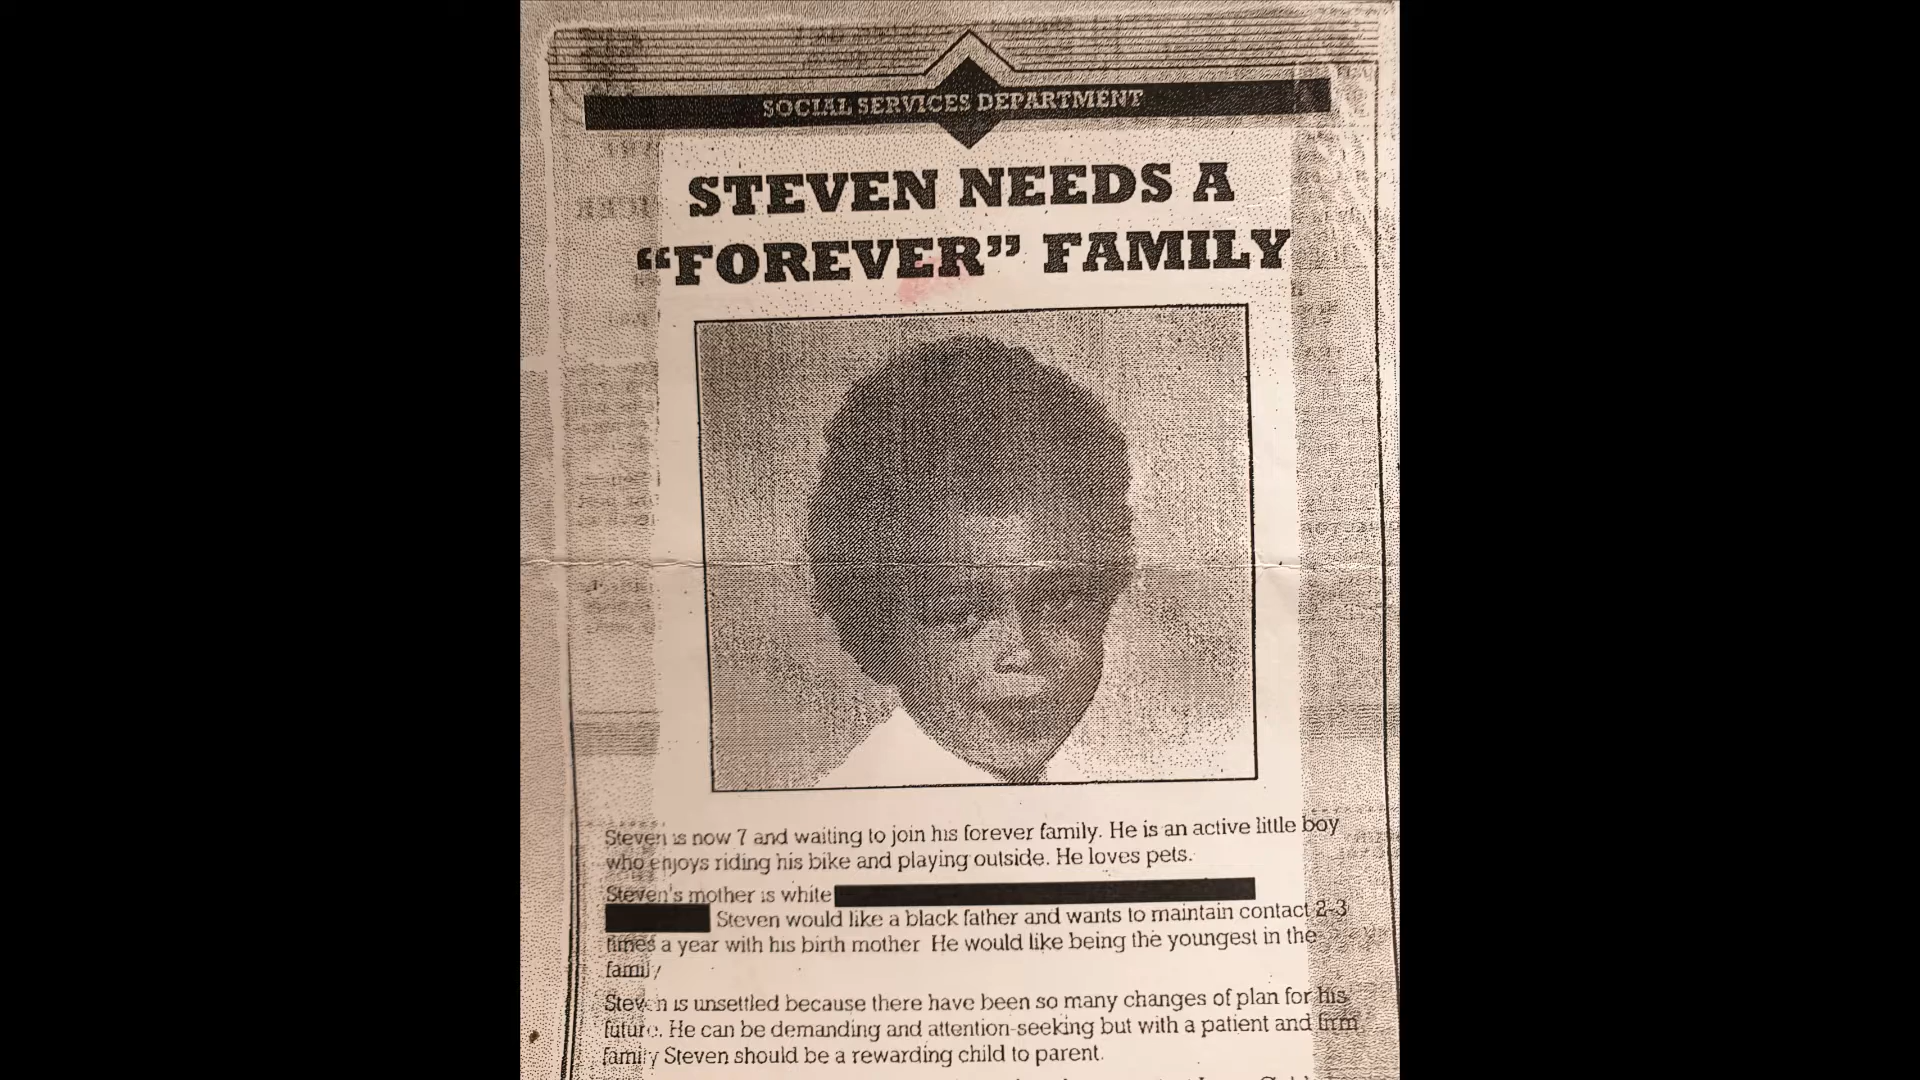 SOCIAL SERVICES DEPARTMENT
STEVEN NEEDS A
“FOREVER” FAMILY
Steven is now 7 and waiting to join his forever family. He is an active little boy
who enjoys riding his bike and playing outside. He loves pets.
Steven's mother is white
Steven would like a black father and wants to maintain contact 2-3
times a year with his birth mother He would like being the youngest in the
family
Steven is unsettled because there have been so many changes of plan for his
future. He can be demanding and attention-seeking but with a patient and firm
family Steven should be a rewarding child to parent.